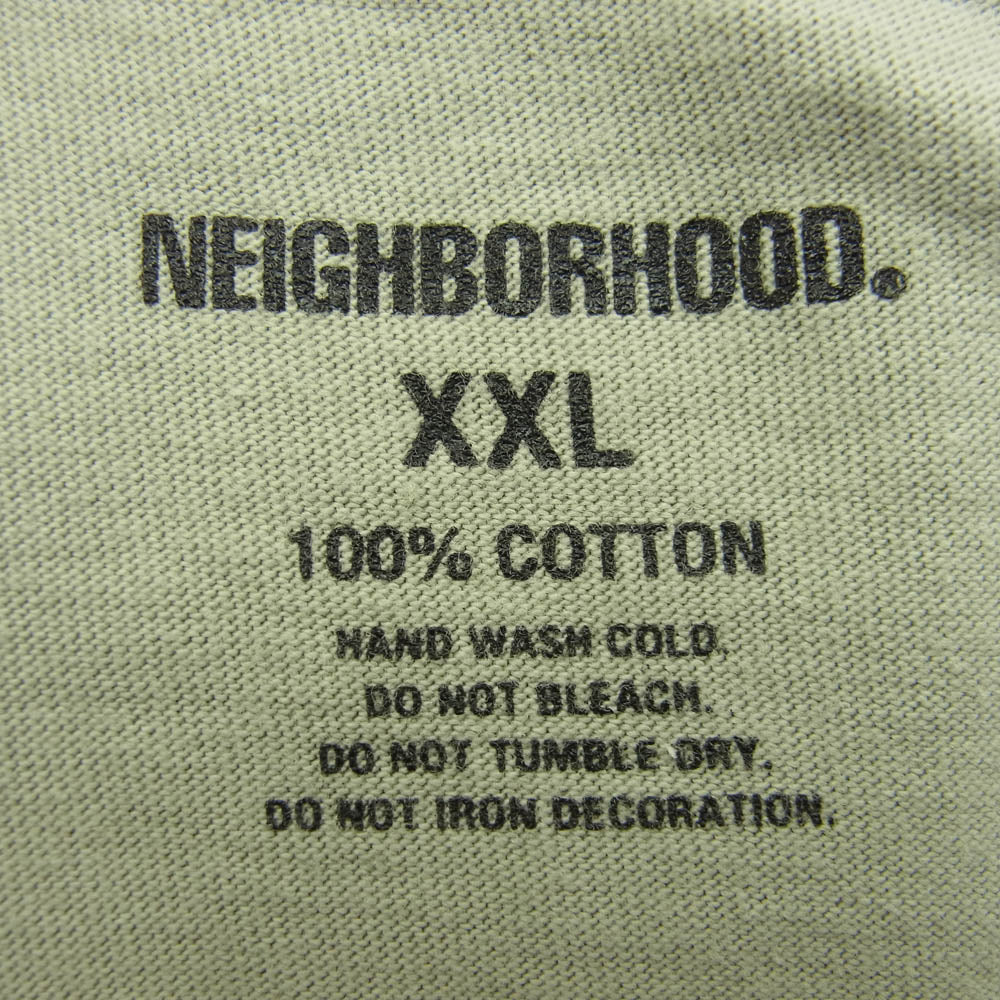 NEIGHBORHOOD.®
XXL
100% COTTON
HAND WASH COLD.
DO NOT BLEACH.
DO NOT TUMBLE DRY.
DO NOT IRON DECORATION.